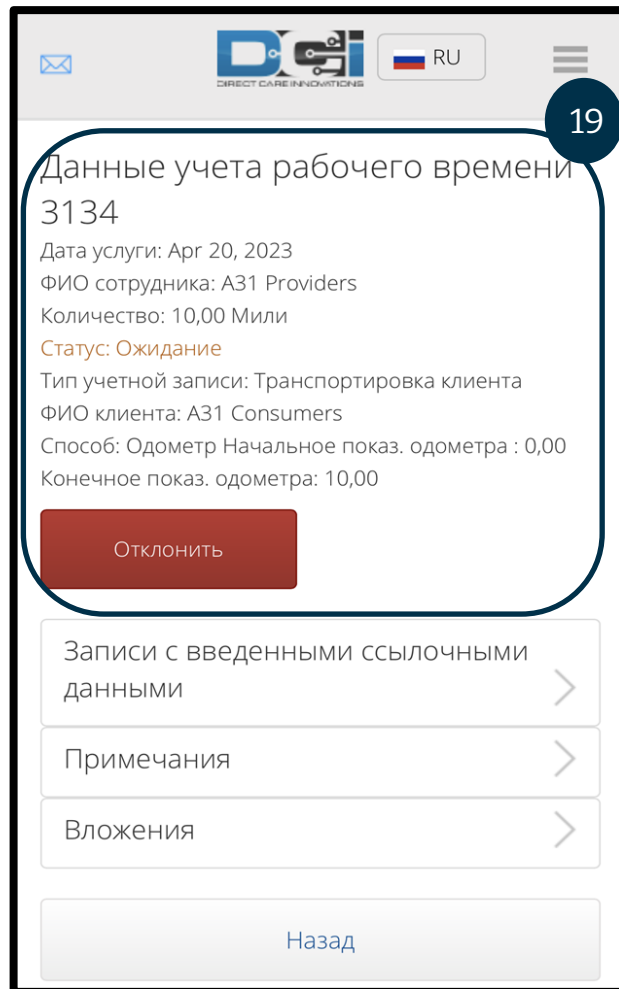 DCi
DIRECT CARE INNOVATIONS
RU
19
Данные учета рабочего времени
3134
Дата услуги: Apr 20, 2023
ФИО сотрудника: A31 Providers
Количество: 10,00 Мили
Статус: Ожидание
Тип учетной записи: Транспортировка клиента
ФИО клиента: A31 Consumers
Способ: Одометр Начальное показ. одометра : 0,00
Конечное показ. одометра: 10,00
Отклонить
Записи с введенными ссылочными
данными
Примечания
Вложения
Назад